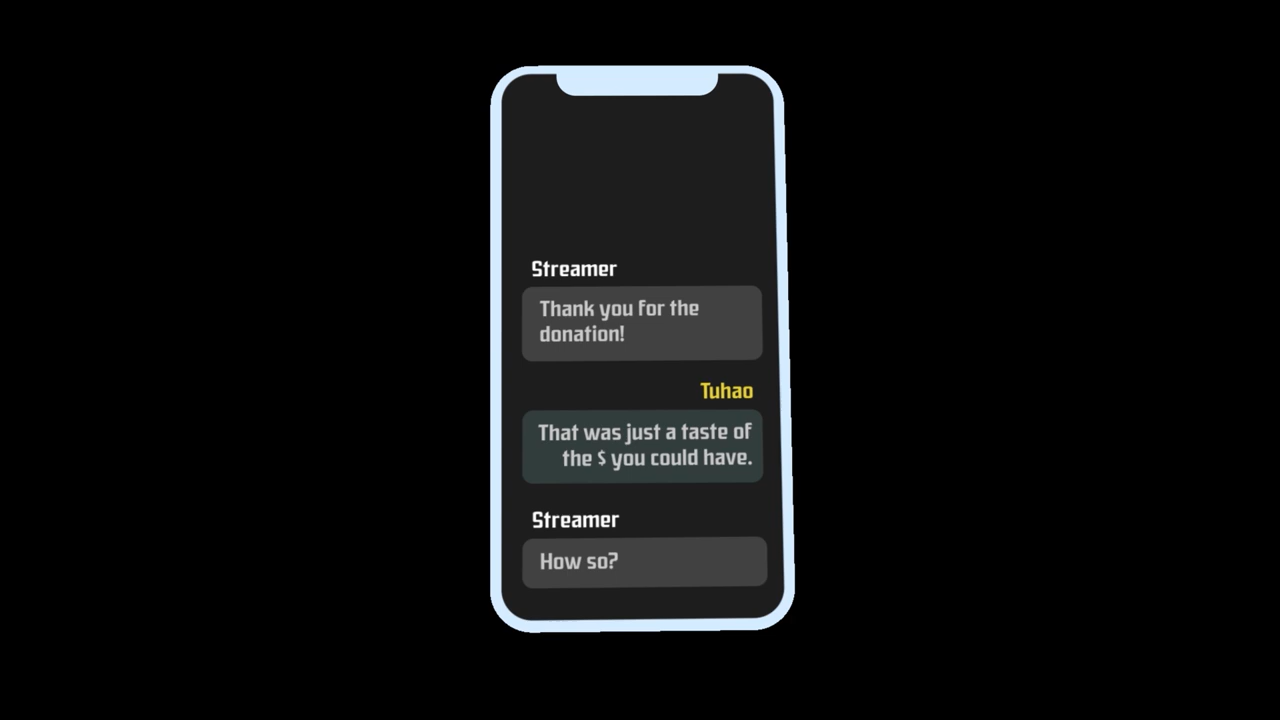 Streamer
Thank you for the
donation!
Tuhao
That was just a taste of
the $ you could have.
Streamer
How so?